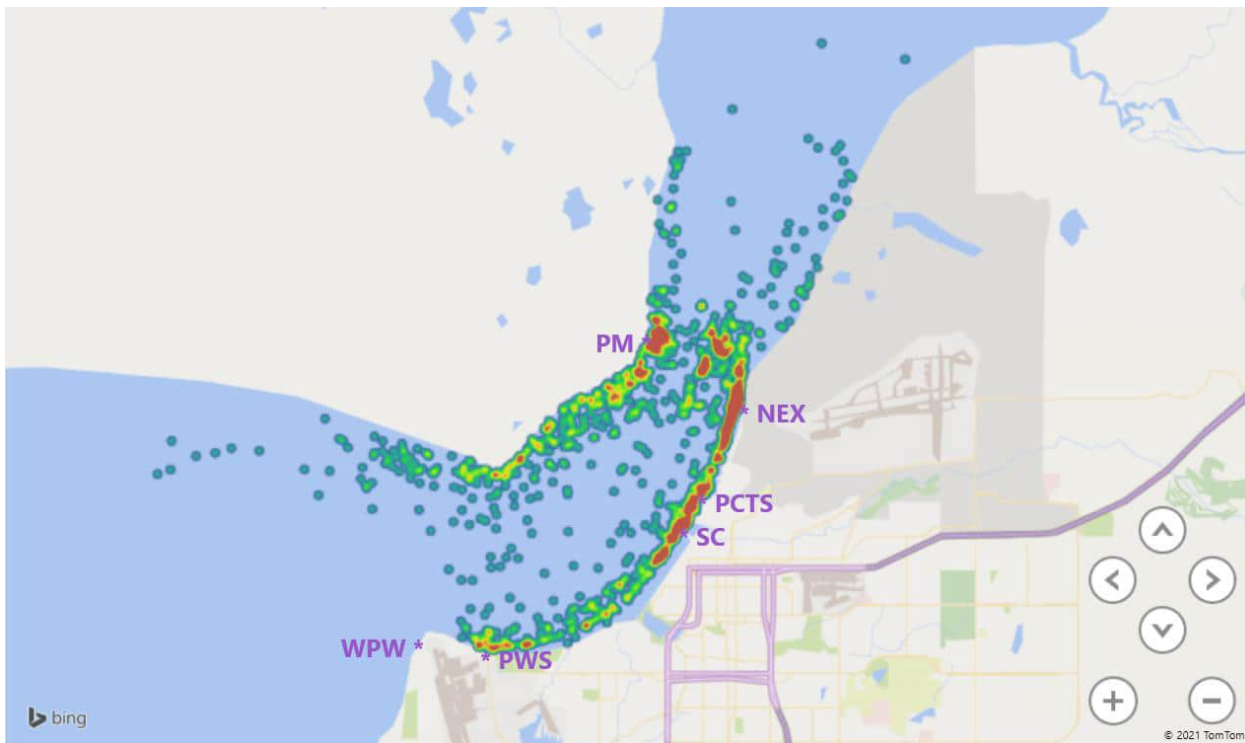 PM *
* NEX
* PCTS
* SC
WPW *
* PWS
bing
© 2021 TomTom